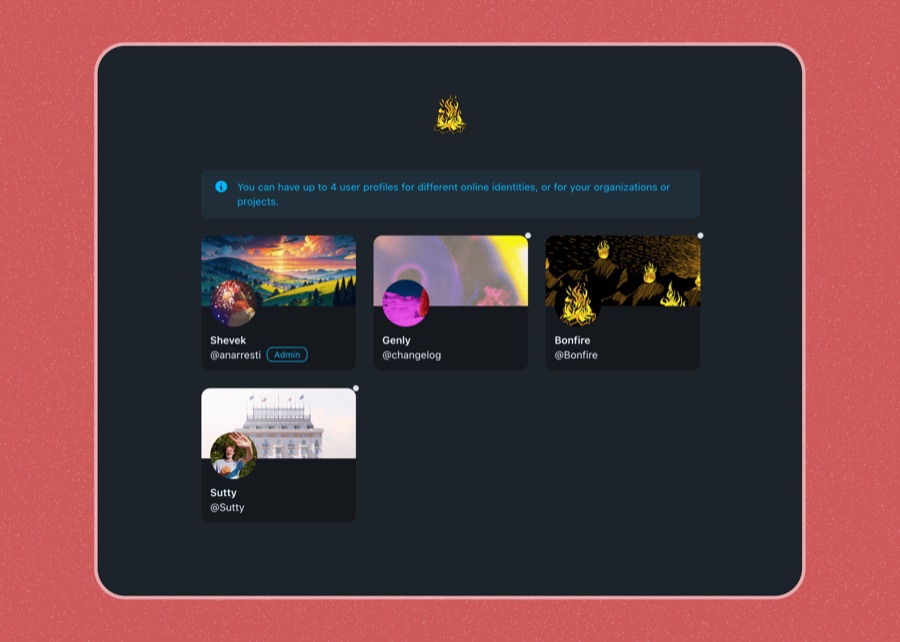 You can have up to 4 user profiles for different online identities, or for your organizations or
projects.
Shevek
@anarresti Admin
Genly
@changelog
Bonfire
@Bonfire
Sutty
@Sutty